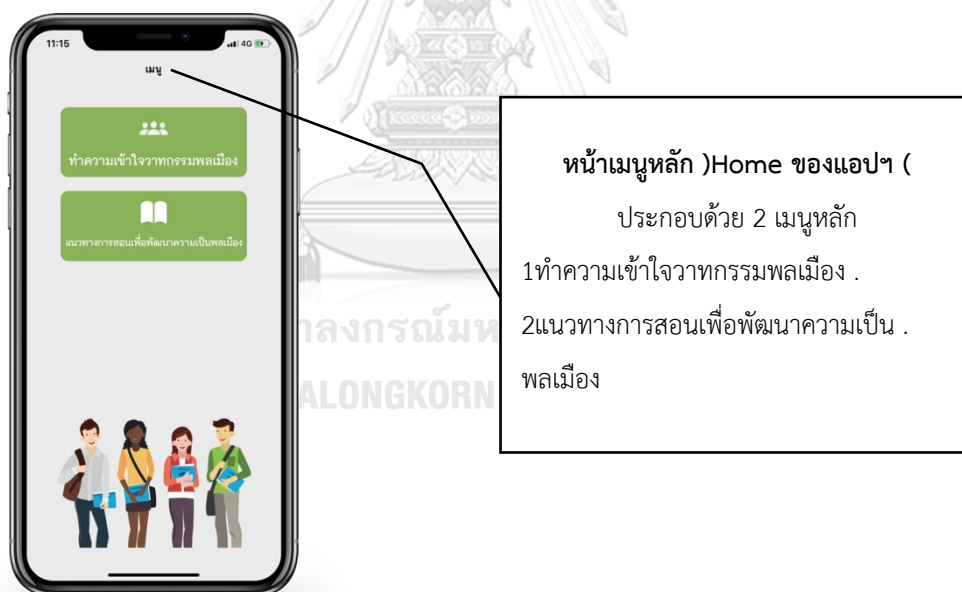 11:15
4G
เมนู
ทำความเข้าใจวาทกรรมพลเมือง
แนวทางการสอนเพื่อพัฒนาความเป็นพลเมือง
หน้าเมนูหลัก )Home ของแอปฯ (
ประกอบด้วย 2 เมนูหลัก
1ทำความเข้าใจวาทกรรมพลเมือง .
2แนวทางการสอนเพื่อพัฒนาความเป็น .
พลเมือง
าลงกรณ์มห
ALONGKORN